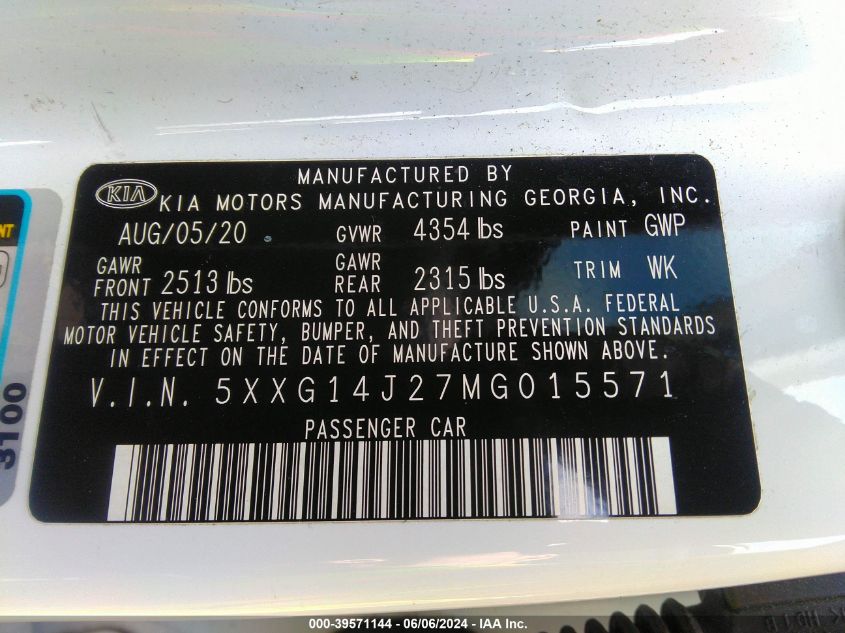 MANUFACTURED BY
KIA KIA MOTORS MANUFACTURING GEORGIA, INC.
AUG/05/20 GVWR 4354 lbs PAINT GWP
GAWR FRONT 2513 lbs GAWR REAR 2315 lbs TRIM WK
THIS VEHICLE CONFORMS TO ALL APPLICABLE U.S.A. FEDERAL
MOTOR VEHICLE SAFETY, BUMPER, AND THEFT PREVENTION STANDARDS
IN EFFECT ON THE DATE OF MANUFACTURE SHOWN ABOVE.
V.I.N. 5XXG14J27MG015571
PASSENGER CAR
3100
000-39571144 - 06/06/2024 - IAA Inc.